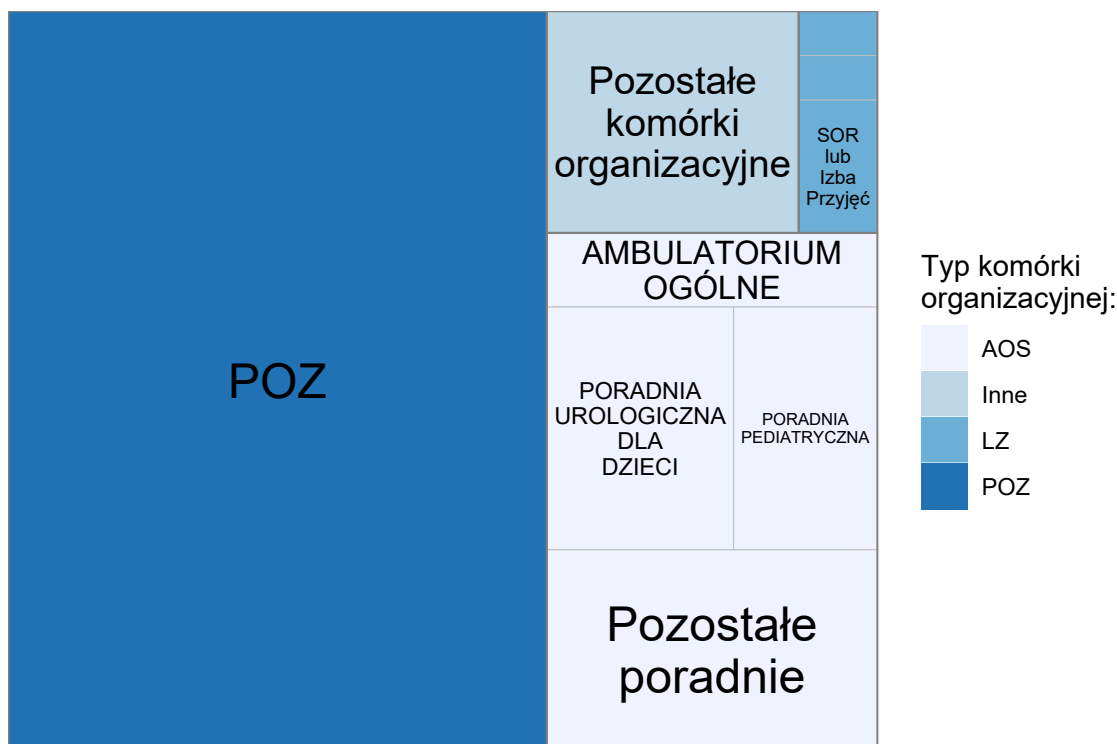 POZ
Pozostałe
komórki
organizacyjne
SOR
lub
Izba
Przyjęć
AMBULATORIUM
OGÓLNE
PORADNIA
UROLOGICZNA
DLA
DZIECI
PORADNIA
PEDIATRYCZNA
Pozostałe
poradnie
Typ komórki
organizacyjnej:
AOS
Inne
LZ
POZ